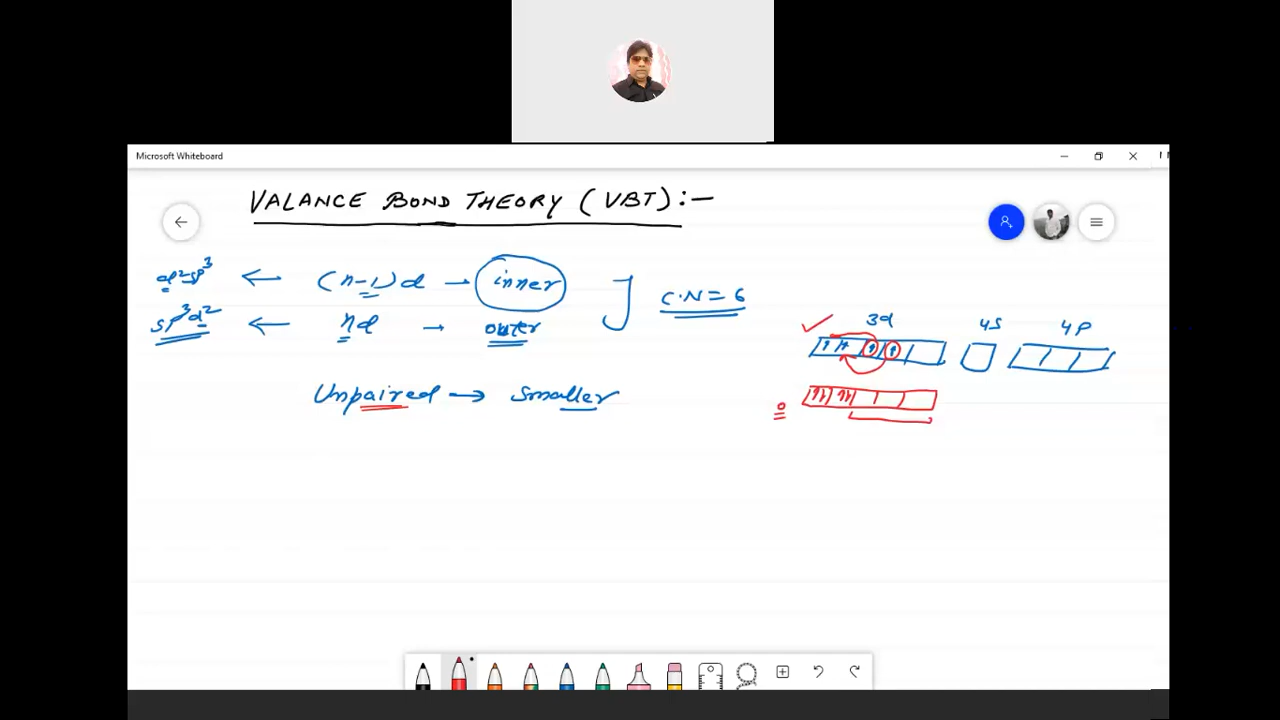 Microsoft Whiteboard
VALANCE BOND THEORY (VBT):-
d²sp³ ← (n-1)d → inner
C.N = 6
sp³d² ← nd → outer
3d 4S 4P
Unpaired → Smaller